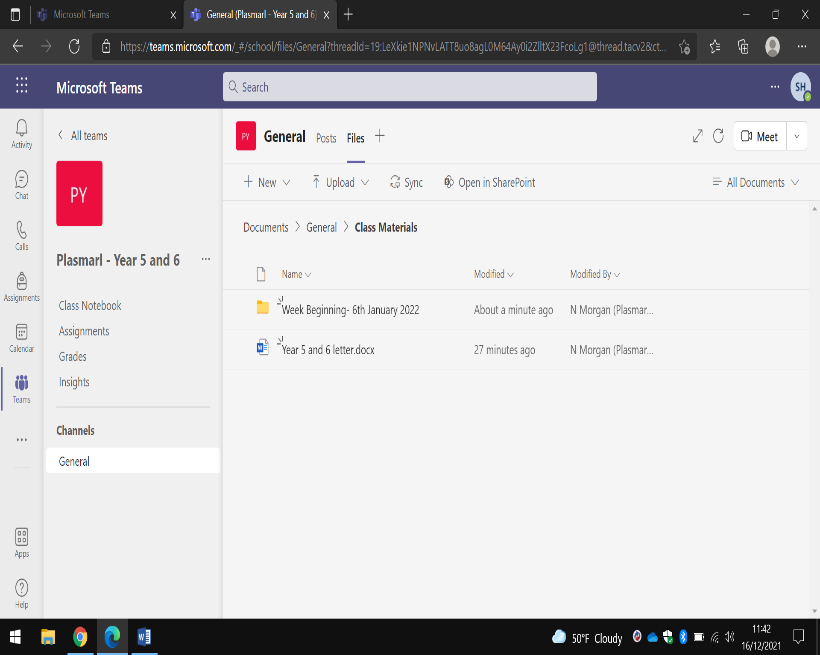 Microsoft Teams
General (Plasmarl - Year 5 and 6)
https://teams.microsoft.com/_#/school/files/General?threadId=19:LeXkie1NPNvLATT8uo8agL0M64Ay0i2ZlltX23FcoLg1@thread.tacv2&ct...
Microsoft Teams
Search
SH
Activity
Chat
Calls
Assignments
Calendar
Teams
Apps
Help
All teams
PY
Plasmarl - Year 5 and 6
Class Notebook
Assignments
Grades
Insights
Channels
General
PY General Posts Files
Meet
New Upload Sync Open in SharePoint All Documents
Documents > General > Class Materials
Name Modified Modified By
Week Beginning- 6th January 2022 About a minute ago N Morgan (Plasmar...
Year 5 and 6 letter.docx 27 minutes ago N Morgan (Plasmar...
50°F Cloudy
11:42
16/12/2021